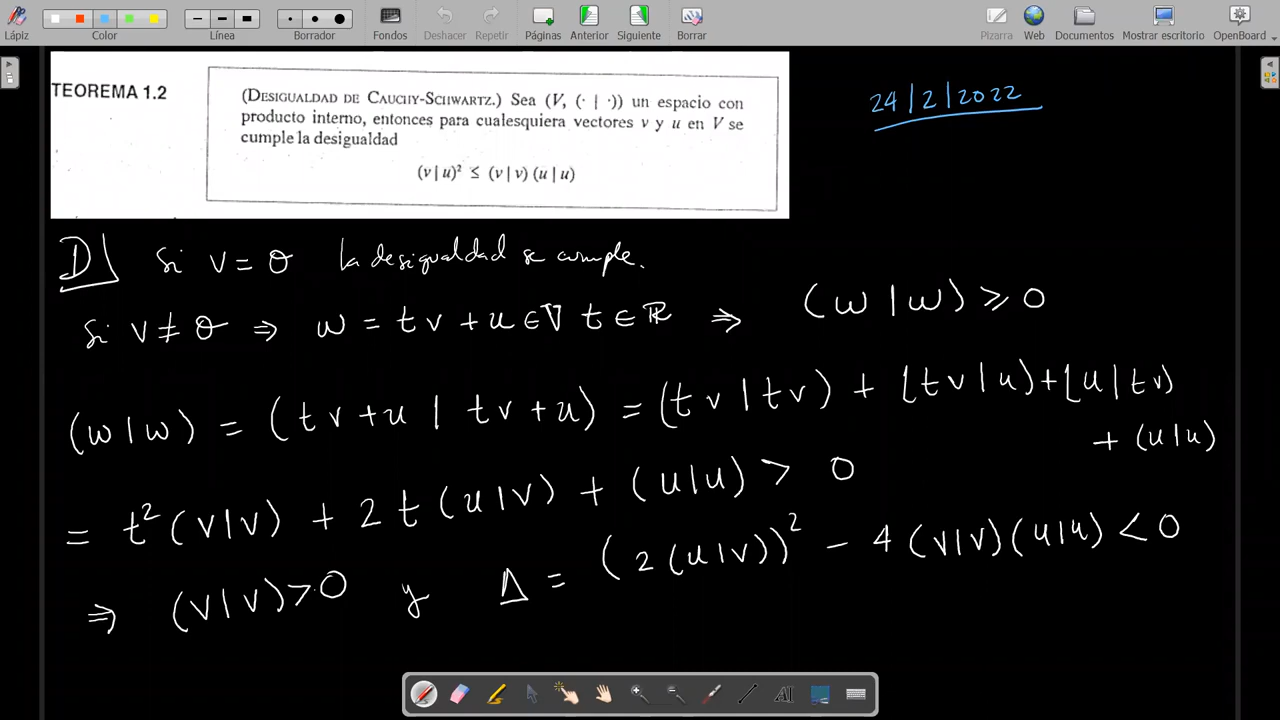 Lápiz Color Línea Borrador Fondos Deshacer Repetir Páginas Anterior Siguiente Borrar Pizarra Web Documentos Mostrar escritorio OpenBoard
TEOREMA 1.2
(DESIGUALDAD DE CAUCHY-SCHWARTZ.) Sea (V, (· | ·)) un espacio con
producto interno, entonces para cualesquiera vectores v y u en V se
cumple la desigualdad
(v | u)² ≤ (v | v) (u | u)
24/2/2022
D) Si v = θ la desigualdad se cumple.
Si v ≠ θ ⇒ w = tv + u ∈ V t ∈ ℝ ⇒ (w | w) ≥ 0
(w | w) = (tv + u | tv + u) = (tv | tv) + (tv | u) + (u | tv)
+ (u | u)
= t² (v | v) + 2t (u | v) + (u | u) > 0
⇒ (v | v) > 0 y Δ = (2(u | v))² − 4 (v | v)(u | u) < 0